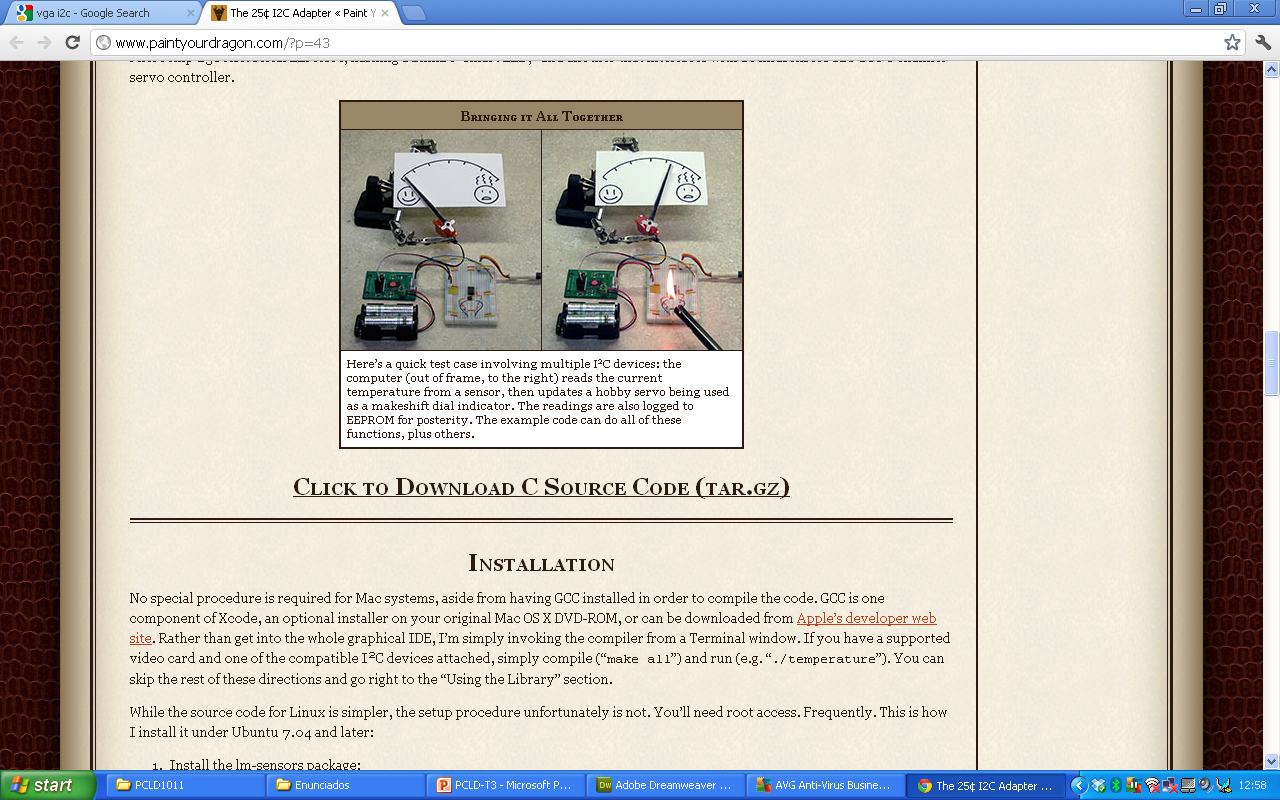 vga i2c - Google Search
The 25¢ I2C Adapter « Paint Y
www.paintyourdragon.com/?p=43
servo controller.
Bringing it All Together
Here's a quick test case involving multiple I²C devices: the
computer (out of frame, to the right) reads the current
temperature from a sensor, then updates a hobby servo being used
as a makeshift dial indicator. The readings are also logged to
EEPROM for posterity. The example code can do all of these
functions, plus others.
Click to Download C Source Code (tar.gz)
Installation
No special procedure is required for Mac systems, aside from having GCC installed in order to compile the code. GCC is one
component of Xcode, an optional installer on your original Mac OS X DVD-ROM, or can be downloaded from Apple's developer web
site. Rather than get into the whole graphical IDE, I'm simply invoking the compiler from a Terminal window. If you have a supported
video card and one of the compatible I²C devices attached, simply compile (“make all”) and run (e.g. “./temperature”). You can
skip the rest of these directions and go right to the “Using the Library” section.
While the source code for Linux is simpler, the setup procedure unfortunately is not. You'll need root access. Frequently. This is how
I install it under Ubuntu 7.04 and later:
1. Install the lm-sensors package:
start
PCLD1011
Enunciados
PCLD-T3 - Microsoft P...
Adobe Dreamweaver ...
AVG Anti-Virus Busine...
The 25¢ I2C Adapter ...
12:58